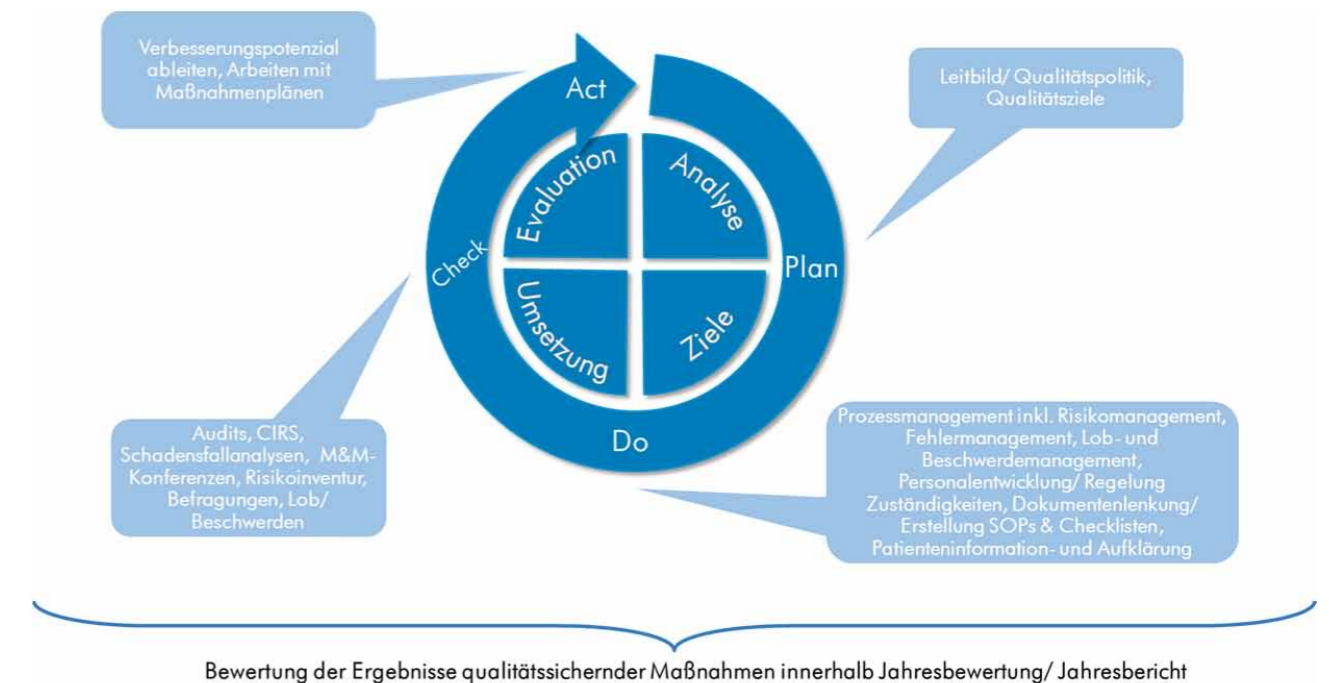 Verbesserungspotenzial
ableiten, Arbeiten mit
Maßnahmenplänen
Leitbild/ Qualitätspolitik,
Qualitätsziele
Act
Plan
Do
Check
Evaluation
Analyse
Umsetzung
Ziele
Audits, CIRS,
Schadensfallanalysen, M&M-
Konferenzen, Risikoinventur,
Befragungen, Lob/
Beschwerden
Prozessmanagement inkl. Risikomanagement,
Fehlermanagement, Lob- und
Beschwerdemanagement,
Personalentwicklung/ Regelung
Zuständigkeiten, Dokumentenlenkung/
Erstellung SOPs & Checklisten,
Patienteninformation- und Aufklärung
Bewertung der Ergebnisse qualitätssichernder Maßnahmen innerhalb Jahresbewertung/ Jahresbericht